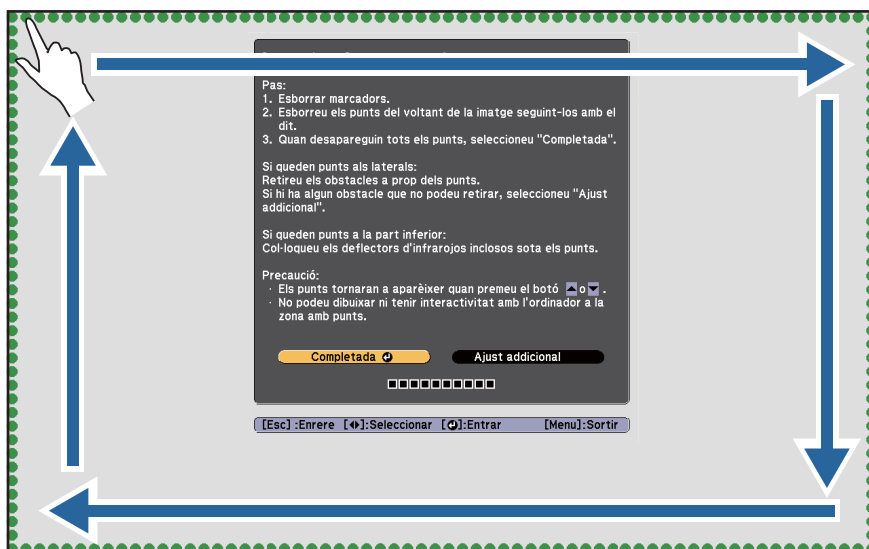 Pas:
1. Esborrar marcadors.
2. Esborreu els punts del voltant de la imatge seguint-los amb el
dit.
3. Quan desapareguin tots els punts, seleccioneu "Completada".
Si queden punts als laterals:
Retireu els obstacles a prop dels punts.
Si hi ha algun obstacle que no podeu retirar, seleccioneu "Ajust
addicional".
Si queden punts a la part inferior:
Col·loqueu els deflectors d'infrarojos inclosos sota els punts.
Precaució:
· Els punts tornaran a aparèixer quan premeu el botó ▲o▼ .
· No podeu dibuixar ni tenir interactivitat amb l'ordinador a la
zona amb punts.
Completada Ajust addicional
[Esc] :Enrere [◆]:Seleccionar [↵]:Entrar [Menu]:Sortir